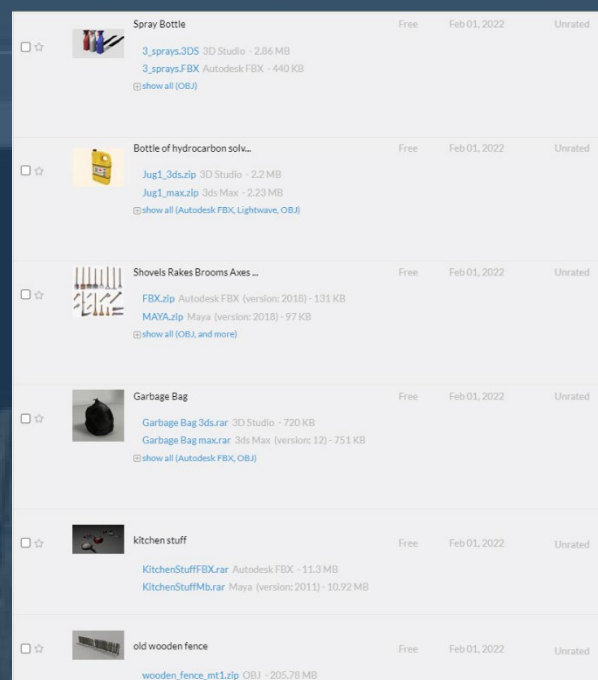 Spray Bottle Free Feb 01, 2022 Unrated
3_sprays.3DS 3D Studio - 2.86 MB
3_sprays.FBX Autodesk FBX - 440 KB
show all (OBJ)
Bottle of hydrocarbon solv... Free Feb 01, 2022 Unrated
Jug1_3ds.zip 3D Studio - 2.2 MB
Jug1_max.zip 3ds Max - 2.23 MB
show all (Autodesk FBX, Lightwave, OBJ)
Shovels Rakes Brooms Axes ... Free Feb 01, 2022 Unrated
FBX.zip Autodesk FBX (version: 2018) - 131 KB
MAYA.zip Maya (version: 2018) - 97 KB
show all (OBJ, and more)
Garbage Bag Free Feb 01, 2022 Unrated
Garbage Bag 3ds.rar 3D Studio - 720 KB
Garbage Bag max.rar 3ds Max (version: 12) - 751 KB
show all (Autodesk FBX, OBJ)
kitchen stuff Free Feb 01, 2022 Unrated
KitchenStuffFBX.rar Autodesk FBX - 11.3 MB
KitchenStuffMb.rar Maya (version: 2011) - 10.92 MB
old wooden fence Free Feb 01, 2022 Unrated
wooden_fence_mt1.zip OBJ - 205.78 MB